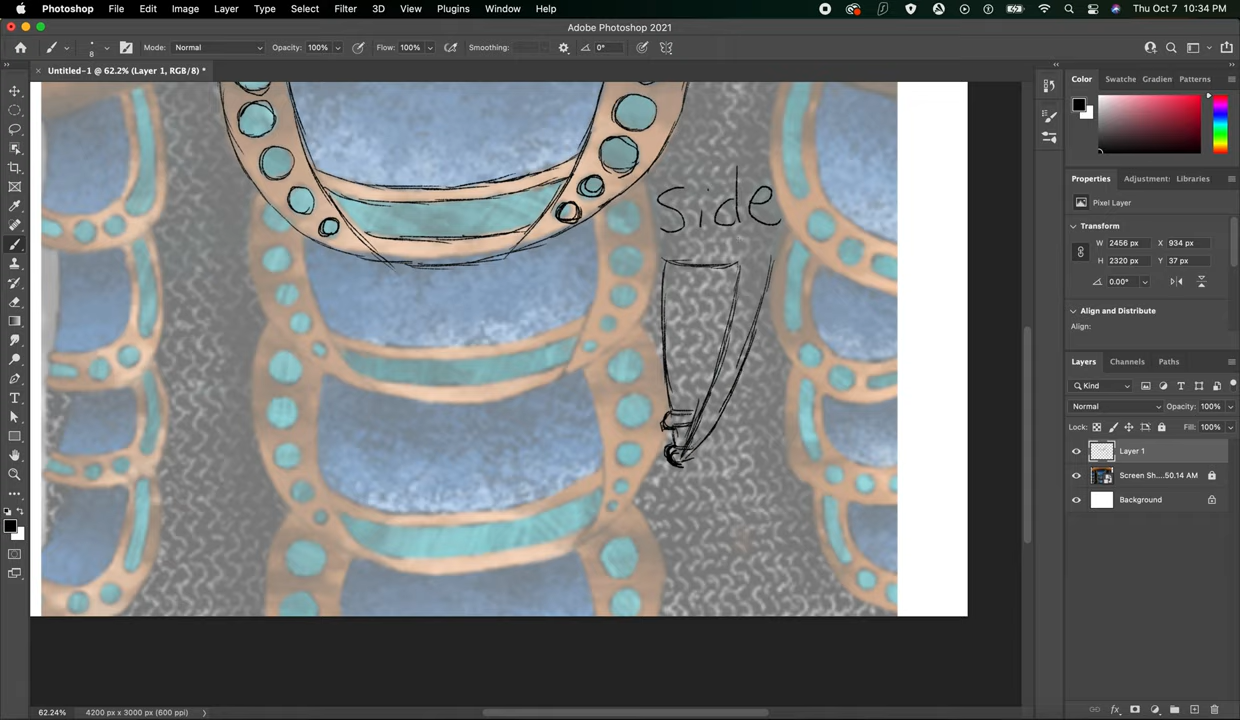 Photoshop File Edit Image Layer Type Select Filter 3D View Plugins Window Help Thu Oct 7 10:34 PM
Adobe Photoshop 2021
8 Mode: Normal Opacity: 100% Flow: 100% Smoothing: 0°
Untitled-1 @ 62.2% (Layer 1, RGB/8) *
Color Swatche Gradien Patterns
Side
Properties Adjustment Libraries
Pixel Layer
Transform
W 2456 px X 934 px
H 2320 px Y 37 px
0.00°
Align and Distribute
Align:
Layers Channels Paths
Kind
Normal Opacity: 100%
Lock: Fill: 100%
Layer 1
Screen Sh....50.14 AM
Background
62.24% 4200 px x 3000 px (600 ppi)